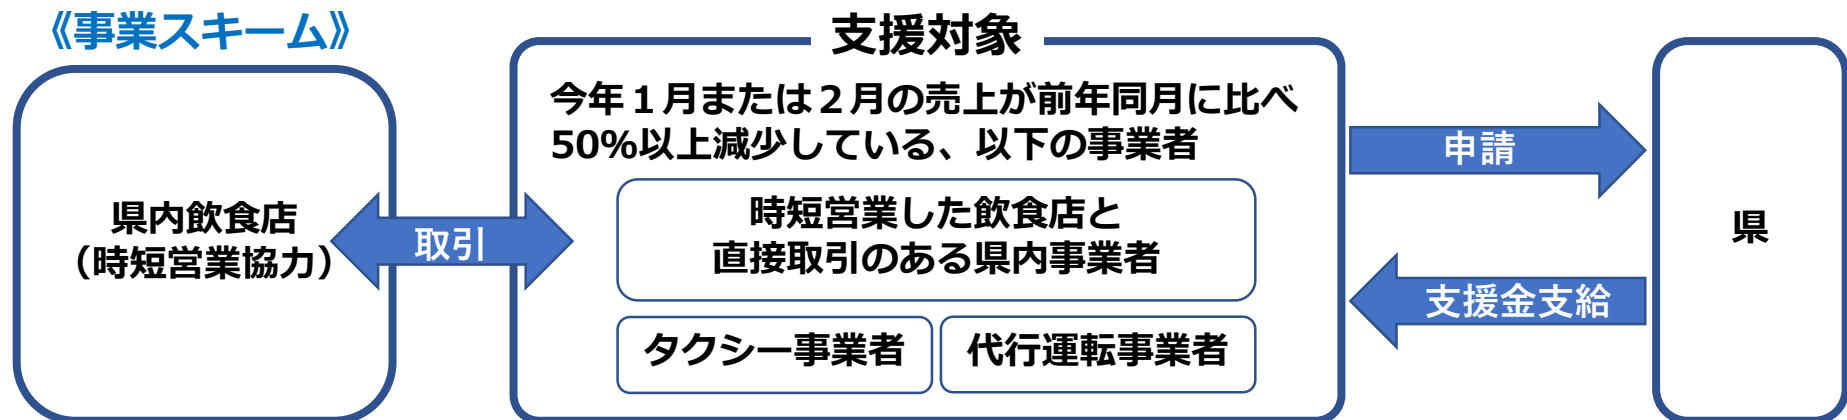 《事業スキーム》
県内飲食店
（時短営業協力）
取引
支援対象
今年１月または２月の売上が前年同月に比べ
50%以上減少している、以下の事業者
時短営業した飲食店と
直接取引のある県内事業者
タクシー事業者
代行運転事業者
申請
支援金支給
県